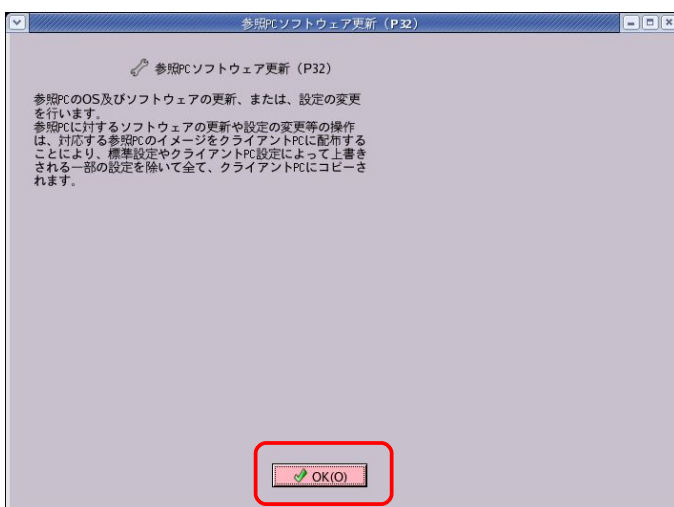 参照PCソフトウェア更新（P32）
参照PCソフトウェア更新（P32）
参照PCのOS及びソフトウェアの更新、または、設定の変更
を行います。
参照PCに対するソフトウェアの更新や設定の変更等の操作
は、対応する参照PCのイメージをクライアントPCに配布する
ことにより、標準設定やクライアントPC設定によって上書き
される一部の設定を除いて全て、クライアントPCにコピーさ
れます。
OK(O)